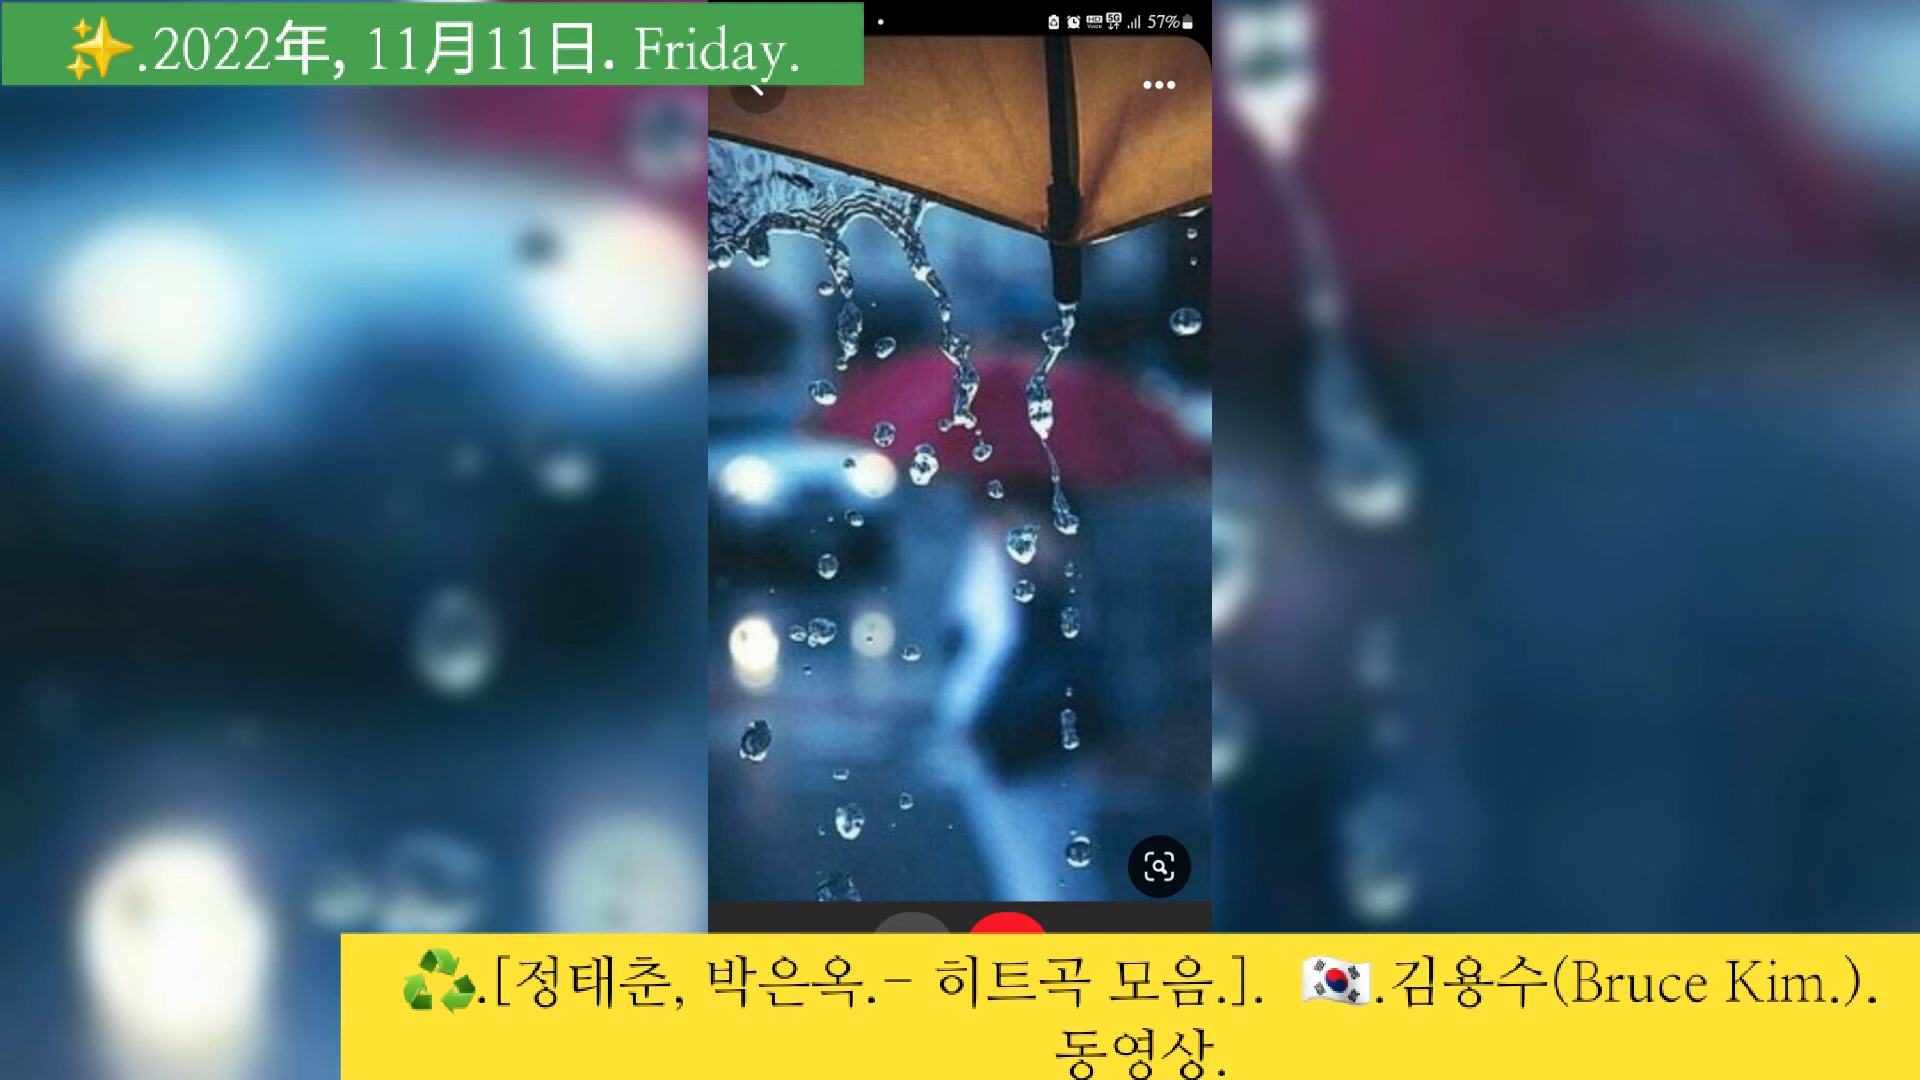 ✨.2022年, 11月11日. Friday.
57%
♻️.[정태춘, 박은옥.- 히트곡 모음.]. 🇰🇷.김용수(Bruce Kim.).
동영상.